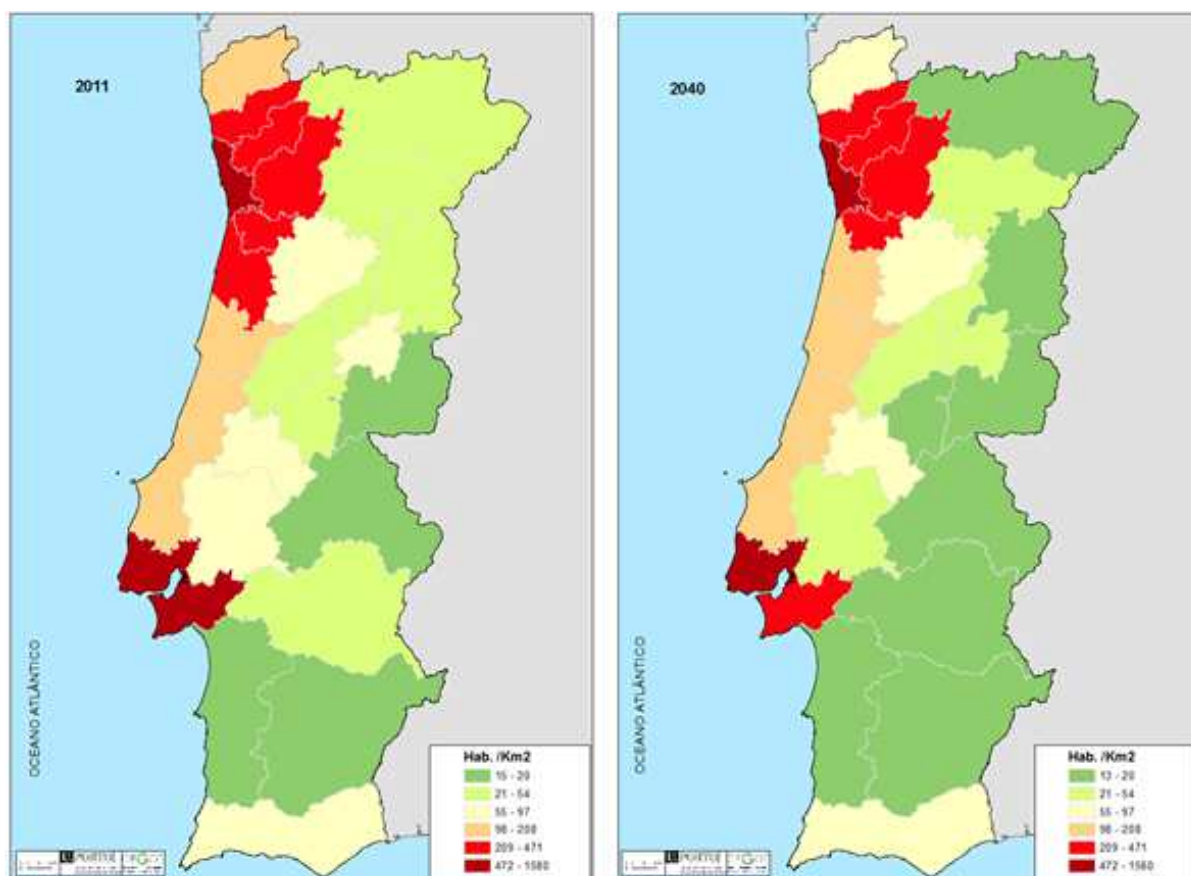 2011
OCEANO ATLÂNTICO
Hab. /Km2
15 - 20
21 - 54
55 - 97
98 - 208
209 - 471
472 - 1580
2040
OCEANO ATLÂNTICO
Hab. /Km2
13 - 20
21 - 54
55 - 97
98 - 208
209 - 471
472 - 1580